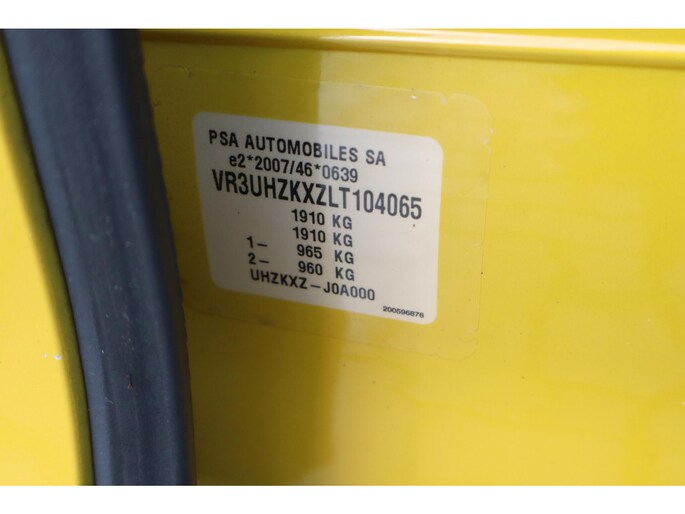 PSA AUTOMOBILES SA
e2*2007/46*0639
VR3UHZKXZLT104065
1910 KG
1910 KG
1- 965 KG
2- 960 KG
UHZKXZ-J0A000
200596876